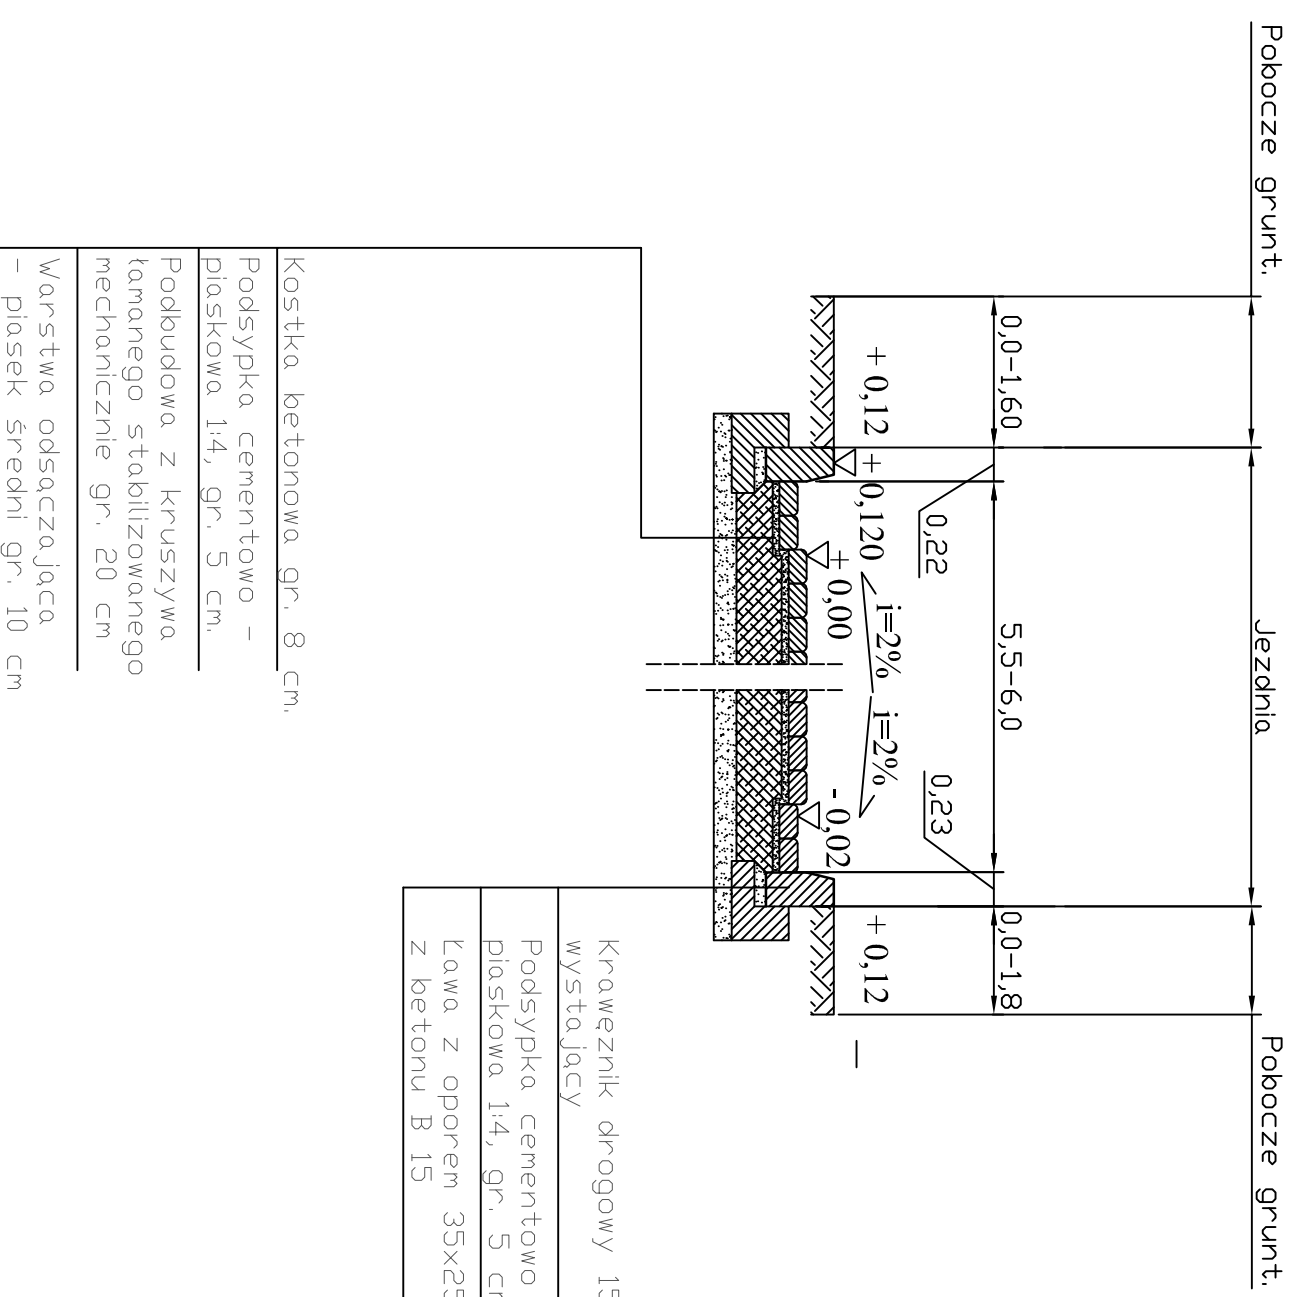 Pobocze grunt.
Jezdnia
Pobocze grunt.
0,0-1,60
5,5-6,0
0,0-1,8
0,22
0,23
+ 0,12
+ 0,120
i=2%
i=2%
+ 0,12
+ 0,00
- 0,02
Krawężnik drogowy 15
wystający
Podsypka cementowo
piaskowa 1:4, gr. 5 cm
Ława z oporem 35x25
z betonu B 15
Kostka betonowa gr. 8 cm.
Podsypka cementowo -
piaskowa 1:4, gr. 5 cm.
Podbudowa z kruszywa
łamanego stabilizowanego
mechanicznie gr. 20 cm
Warstwa odsączająca
- piasek średni gr. 10 cm